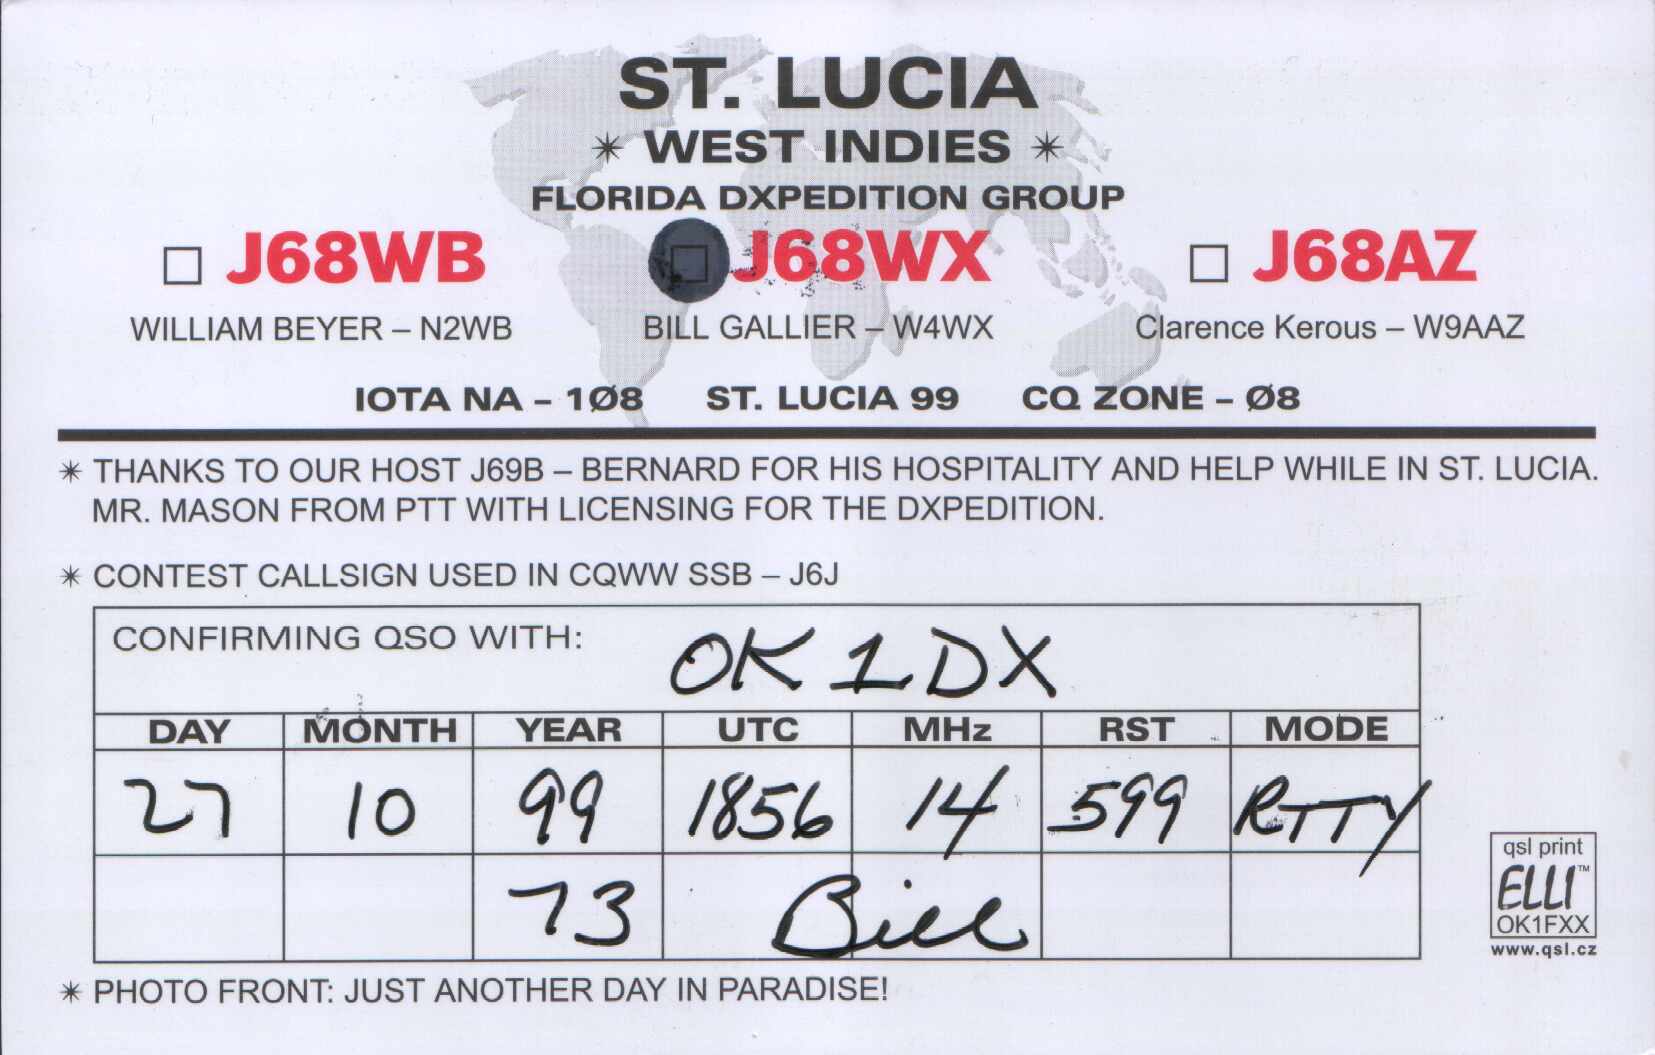 ST. LUCIA
✴ WEST INDIES ✴
FLORIDA DXPEDITION GROUP
☐ J68WB ☐ J68WX ☐ J68AZ
WILLIAM BEYER – N2WB BILL GALLIER – W4WX Clarence Kerous – W9AAZ
IOTA NA – 1Ø8 ST. LUCIA 99 CQ ZONE – Ø8
✴ THANKS TO OUR HOST J69B – BERNARD FOR HIS HOSPITALITY AND HELP WHILE IN ST. LUCIA.
MR. MASON FROM PTT WITH LICENSING FOR THE DXPEDITION.
✴ CONTEST CALLSIGN USED IN CQWW SSB – J6J
CONFIRMING QSO WITH: OK1DX
DAY MONTH YEAR UTC MHz RST MODE
27 10 99 1856 14 599 RTTY
73 Bill
qsl print
ELLI™
OK1FXX
www.qsl.cz
✴ PHOTO FRONT: JUST ANOTHER DAY IN PARADISE!